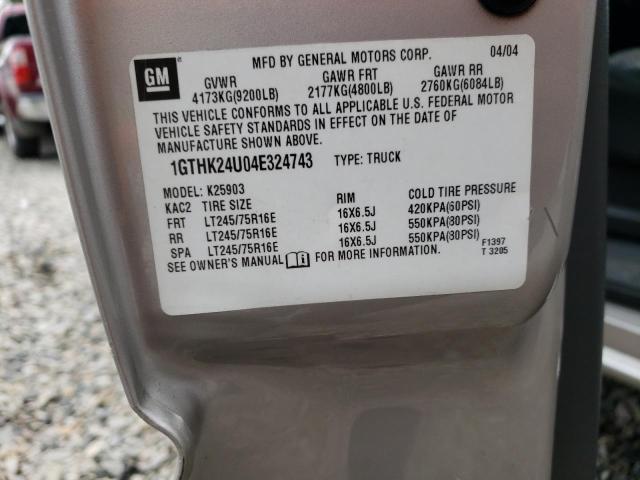 GM
MFD BY GENERAL MOTORS CORP. 04/04
GVWR GAWR FRT GAWR RR
4173KG(9200LB) 2177KG(4800LB) 2760KG(6084LB)
THIS VEHICLE CONFORMS TO ALL APPLICABLE U.S. FEDERAL MOTOR
VEHICLE SAFETY STANDARDS IN EFFECT ON THE DATE OF
MANUFACTURE SHOWN ABOVE.
1GTHK24U04E324743 TYPE: TRUCK
MODEL: K25903
KAC2 TIRE SIZE RIM COLD TIRE PRESSURE
FRT LT245/75R16E 16X6.5J 420KPA(60PSI)
RR LT245/75R16E 16X6.5J 550KPA(80PSI)
SPA LT245/75R16E 16X6.5J 550KPA(80PSI)
SEE OWNER'S MANUAL FOR MORE INFORMATION.
F1397
T 3205